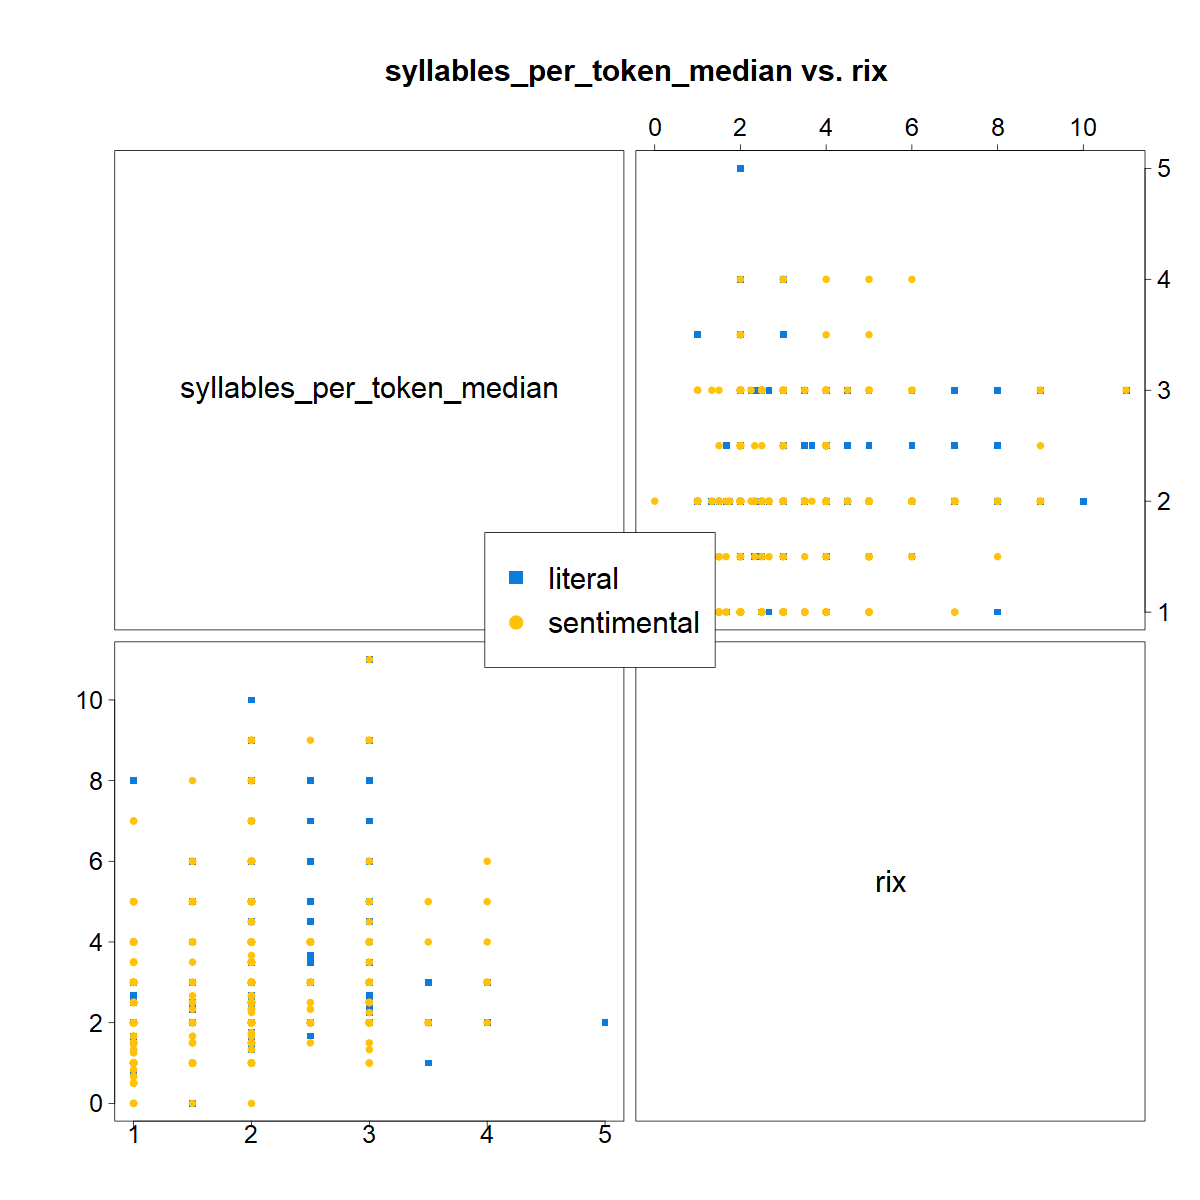 syllables_per_token_median vs. rix
0 2 4 6 8 10
syllables_per_token_median
5
4
3
2
1
literal
sentimental
10
8
6
4
2
0
rix
1 2 3 4 5